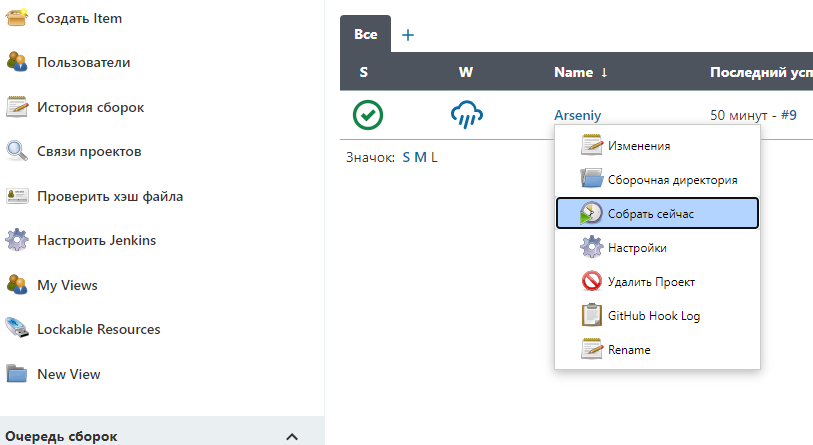 Создать Item
Пользователи
История сборок
Связи проектов
Проверить хэш файла
Настроить Jenkins
My Views
Lockable Resources
New View
Очередь сборок
Все +
S W Name ↓ Последний усп
Arseniy 50 минут - #9
Значок: S M L
Изменения
Сборочная директория
Собрать сейчас
Настройки
Удалить Проект
GitHub Hook Log
Rename